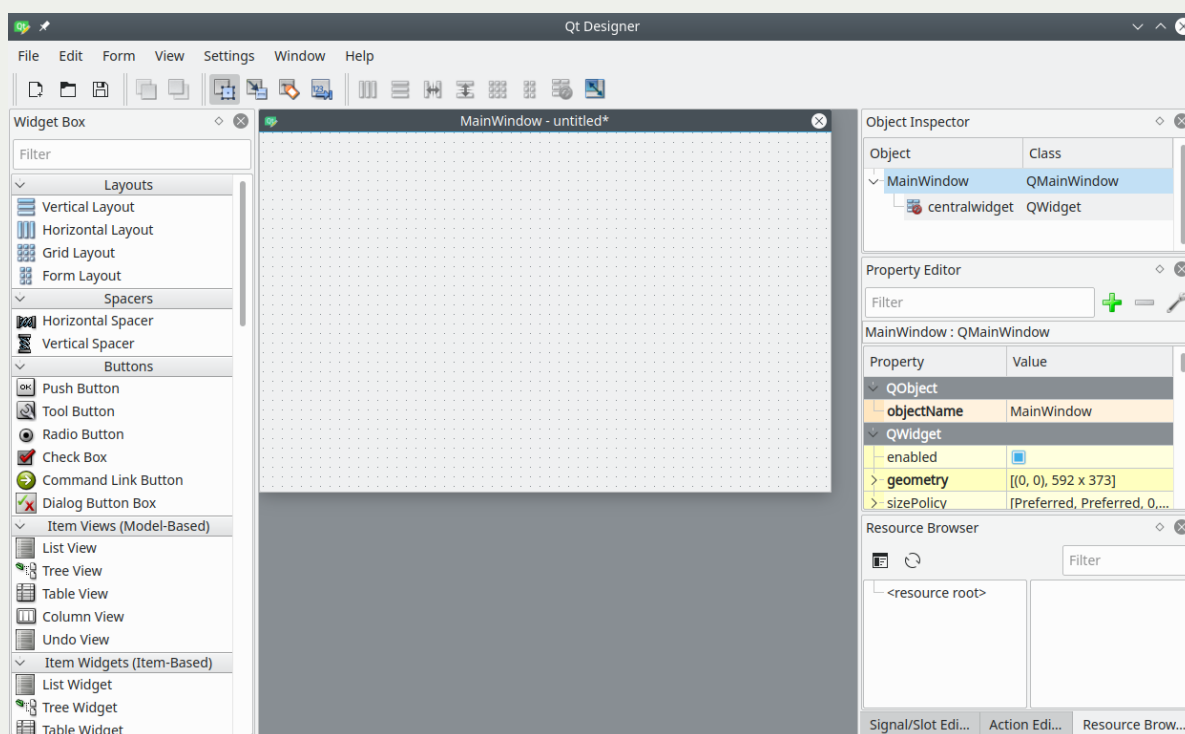 Qt Designer
File Edit Form View Settings Window Help
Widget Box
Filter
Layouts
Vertical Layout
Horizontal Layout
Grid Layout
Form Layout
Spacers
Horizontal Spacer
Vertical Spacer
Buttons
Push Button
Tool Button
Radio Button
Check Box
Command Link Button
Dialog Button Box
Item Views (Model-Based)
List View
Tree View
Table View
Column View
Undo View
Item Widgets (Item-Based)
List Widget
Tree Widget
Table Widget
MainWindow - untitled*
Object Inspector
Object Class
MainWindow QMainWindow
centralwidget QWidget
Property Editor
Filter
MainWindow : QMainWindow
Property Value
QObject
objectName MainWindow
QWidget
enabled
geometry [(0, 0), 592 x 373]
sizePolicy [Preferred, Preferred, 0,...
Resource Browser
Filter
<resource root>
Signal/Slot Edi... Action Edi... Resource Brow...